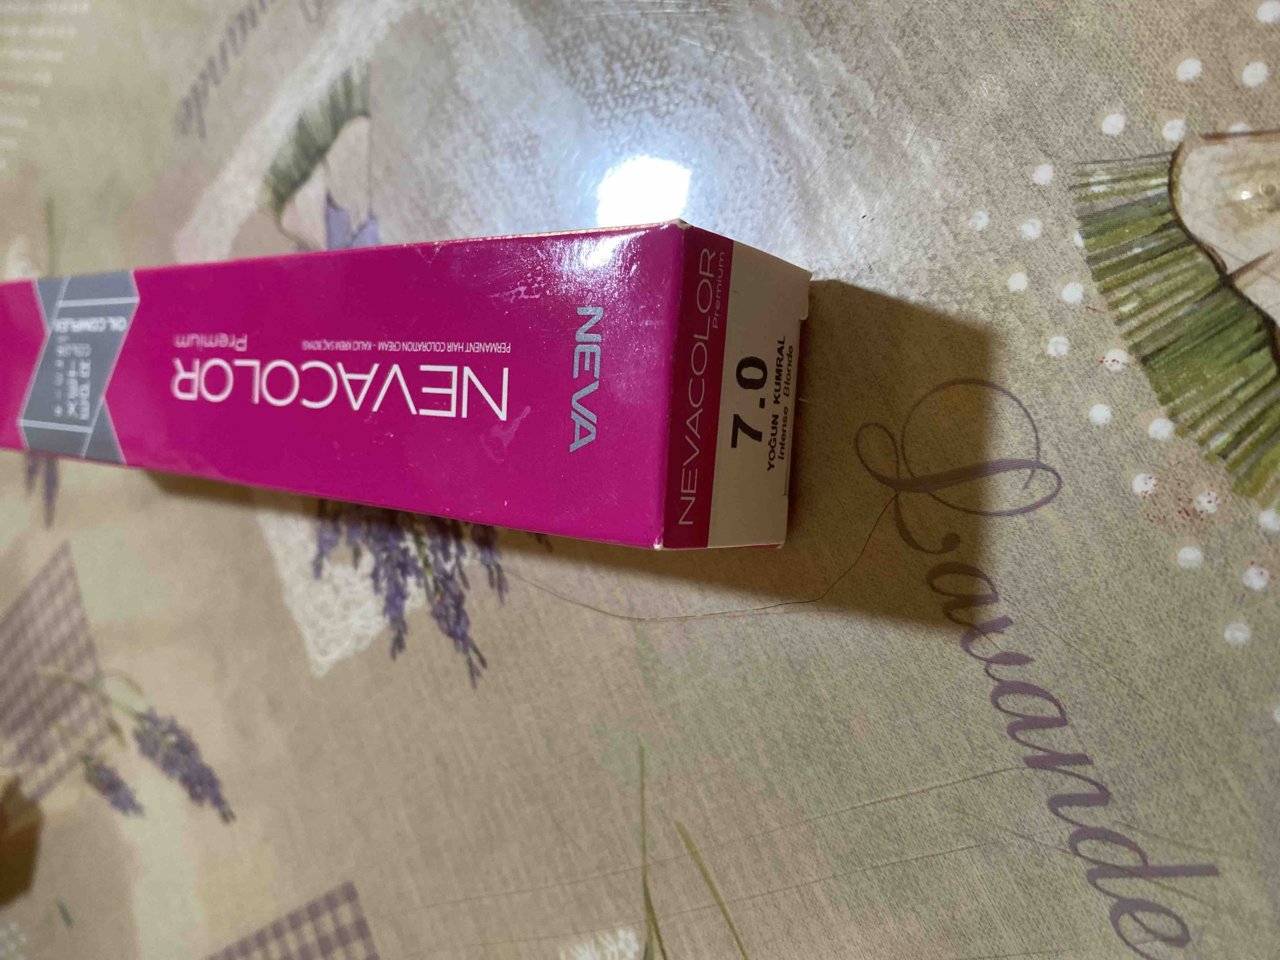 NEVA
NEVACOLOR
Premium
PERMANENT HAIR COLORATION CREAM - KALICI KREM SAÇ BOYASI
OIL COMPLEX
NEVACOLOR
Premium
7.0
YOĞUN KUMRAL
Intense Blonde
Lavande